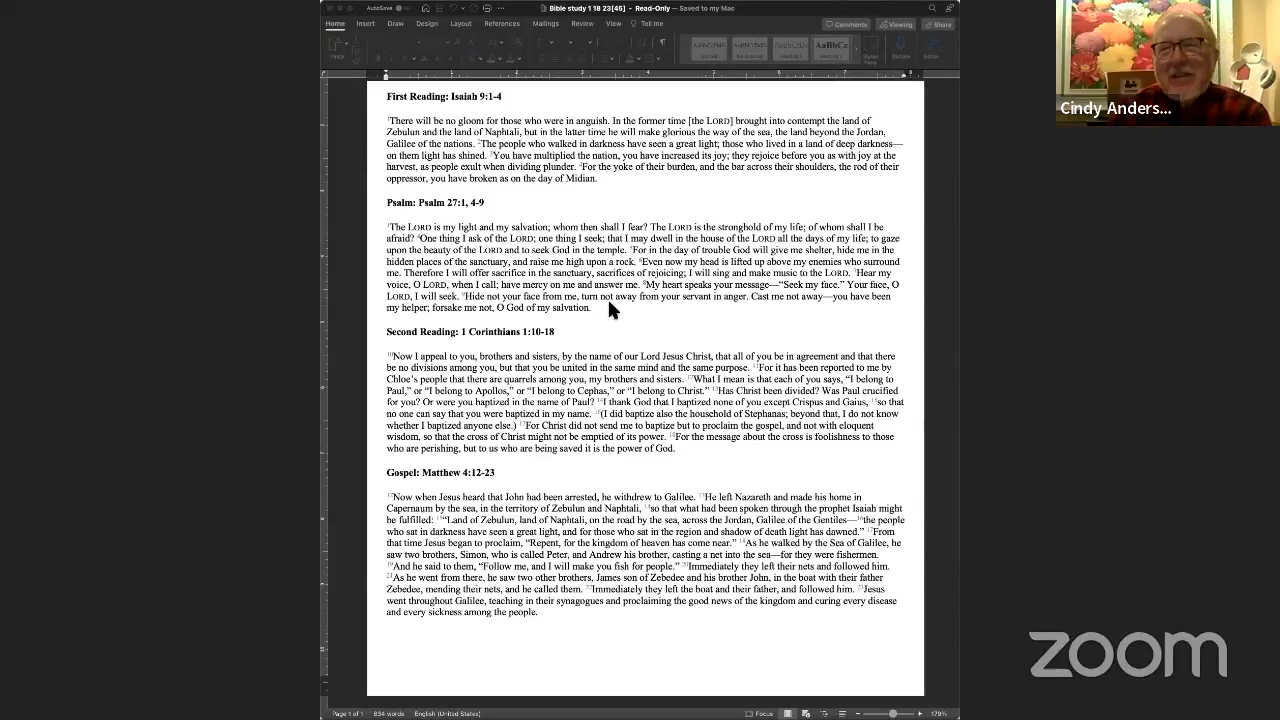 AutoSave
Bible study 1 18 23[45] - Read-Only — Saved to my Mac
Home Insert Draw Design Layout References Mailings Review View Tell me
Comments Viewing Share
Paste
Dictate Editor
First Reading: Isaiah 9:1-4
1There will be no gloom for those who were in anguish. In the former time [the LORD] brought into contempt the land of
Zebulun and the land of Naphtali, but in the latter time he will make glorious the way of the sea, the land beyond the Jordan,
Galilee of the nations. 2The people who walked in darkness have seen a great light; those who lived in a land of deep darkness—
on them light has shined. 3You have multiplied the nation, you have increased its joy; they rejoice before you as with joy at the
harvest, as people exult when dividing plunder. 4For the yoke of their burden, and the bar across their shoulders, the rod of their
oppressor, you have broken as on the day of Midian.
Psalm: Psalm 27:1, 4-9
1The LORD is my light and my salvation; whom then shall I fear? The LORD is the stronghold of my life; of whom shall I be
afraid? 4One thing I ask of the LORD; one thing I seek; that I may dwell in the house of the LORD all the days of my life; to gaze
upon the beauty of the LORD and to seek God in the temple. 5For in the day of trouble God will give me shelter, hide me in the
hidden places of the sanctuary, and raise me high upon a rock. 6Even now my head is lifted up above my enemies who surround
me. Therefore I will offer sacrifice in the sanctuary, sacrifices of rejoicing; I will sing and make music to the LORD. 7Hear my
voice, O LORD, when I call; have mercy on me and answer me. 8My heart speaks your message—“Seek my face.” Your face, O
LORD, I will seek. 9Hide not your face from me, turn not away from your servant in anger. Cast me not away—you have been
my helper; forsake me not, O God of my salvation.
Second Reading: 1 Corinthians 1:10-18
10Now I appeal to you, brothers and sisters, by the name of our Lord Jesus Christ, that all of you be in agreement and that there
be no divisions among you, but that you be united in the same mind and the same purpose. 11For it has been reported to me by
Chloe’s people that there are quarrels among you, my brothers and sisters. 12What I mean is that each of you says, “I belong to
Paul,” or “I belong to Apollos,” or “I belong to Cephas,” or “I belong to Christ.” 13Has Christ been divided? Was Paul crucified
for you? Or were you baptized in the name of Paul? 14I thank God that I baptized none of you except Crispus and Gaius, 15so that
no one can say that you were baptized in my name. 16(I did baptize also the household of Stephanas; beyond that, I do not know
whether I baptized anyone else.) 17For Christ did not send me to baptize but to proclaim the gospel, and not with eloquent
wisdom, so that the cross of Christ might not be emptied of its power. 18For the message about the cross is foolishness to those
who are perishing, but to us who are being saved it is the power of God.
Gospel: Matthew 4:12-23
12Now when Jesus heard that John had been arrested, he withdrew to Galilee. 13He left Nazareth and made his home in
Capernaum by the sea, in the territory of Zebulun and Naphtali, 14so that what had been spoken through the prophet Isaiah might
be fulfilled: 15“Land of Zebulun, land of Naphtali, on the road by the sea, across the Jordan, Galilee of the Gentiles—16the people
who sat in darkness have seen a great light, and for those who sat in the region and shadow of death light has dawned.” 17From
that time Jesus began to proclaim, “Repent, for the kingdom of heaven has come near.” 18As he walked by the Sea of Galilee, he
saw two brothers, Simon, who is called Peter, and Andrew his brother, casting a net into the sea—for they were fishermen.
19And he said to them, “Follow me, and I will make you fish for people.” 20Immediately they left their nets and followed him.
21As he went from there, he saw two other brothers, James son of Zebedee and his brother John, in the boat with their father
Zebedee, mending their nets, and he called them. 22Immediately they left the boat and their father, and followed him. 23Jesus
went throughout Galilee, teaching in their synagogues and proclaiming the good news of the kingdom and curing every disease
and every sickness among the people.
Page 1 of 1 834 words English (United States) Focus 179%
Cindy Anders...
zoom